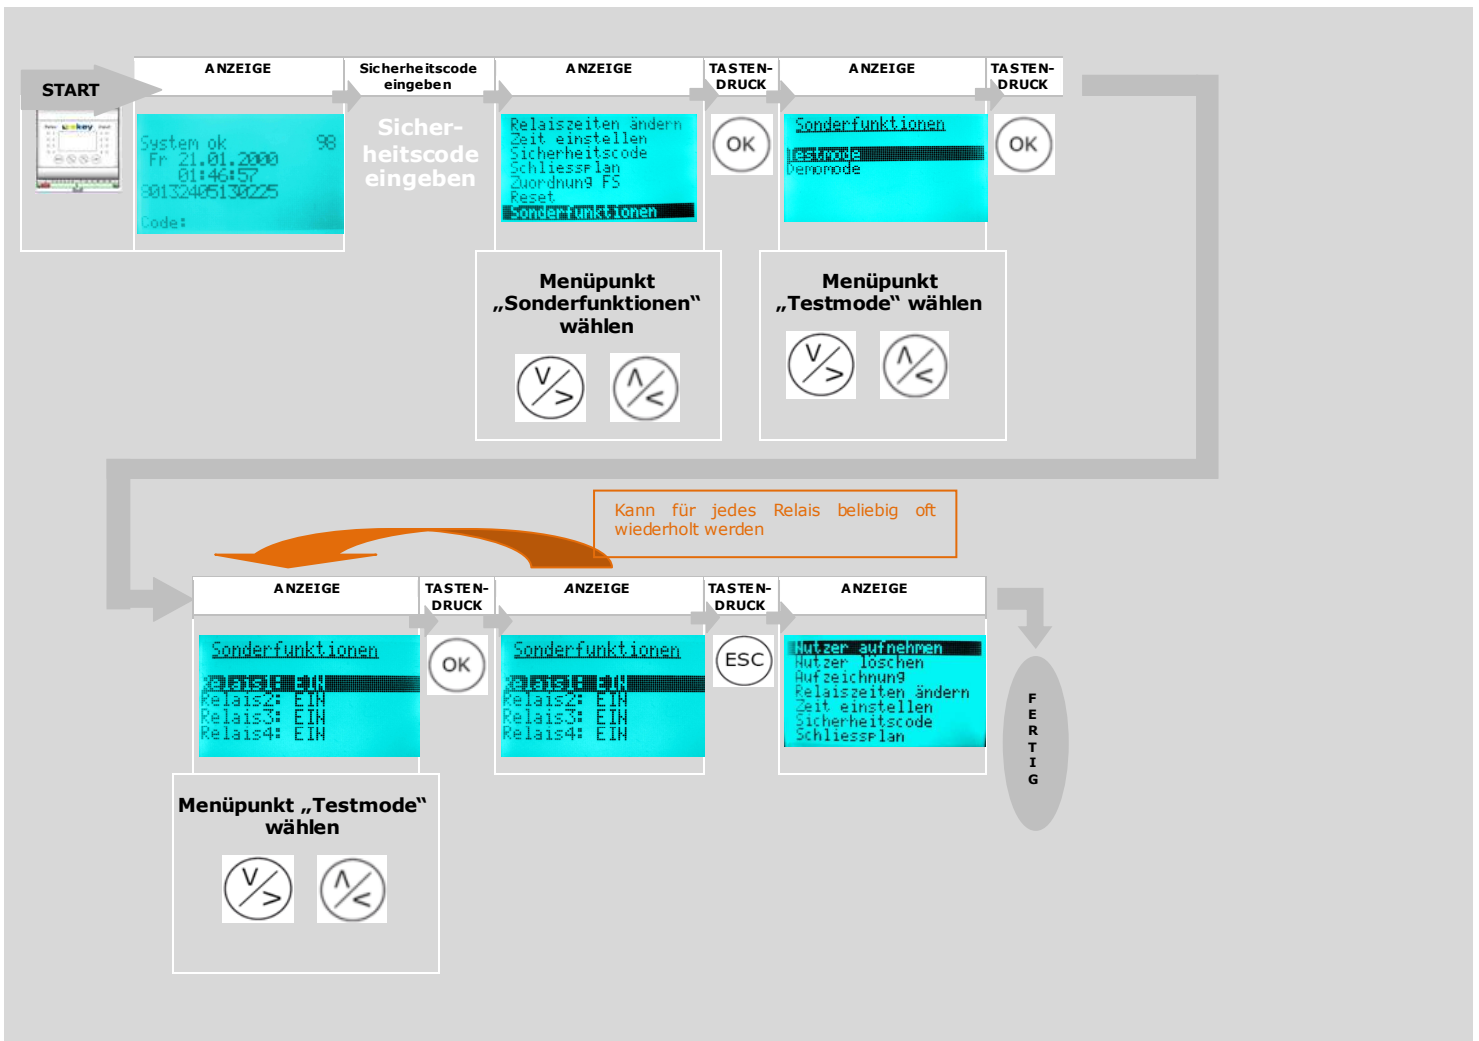 START
ANZEIGE
Sicherheitscode
eingeben
ANZEIGE
TASTEN-
DRUCK
ANZEIGE
TASTEN-
DRUCK
ekey
System ok 98
Fr 21.01.2000
01:46:57
80132405130225
Code:
Sicher-
heitscode
eingeben
Relaiszeiten ändern
Zeit einstellen
Sicherheitscode
Schliessplan
Zuordnung FS
Reset
Sonderfunktionen
OK
Sonderfunktionen
Testmode
Demomode
OK
Menüpunkt
„Sonderfunktionen“
wählen
Menüpunkt
„Testmode“ wählen
Kann für jedes Relais beliebig oft
wiederholt werden
ANZEIGE
TASTEN-
DRUCK
ANZEIGE
TASTEN-
DRUCK
ANZEIGE
Sonderfunktionen
Relais1: EIN
Relais2: EIN
Relais3: EIN
Relais4: EIN
OK
Sonderfunktionen
Relais1: EIN
Relais2: EIN
Relais3: EIN
Relais4: EIN
ESC
Nutzer aufnehmen
Nutzer löschen
Aufzeichnung
Relaiszeiten ändern
Zeit einstellen
Sicherheitscode
Schliessplan
FERTIG
Menüpunkt „Testmode“
wählen